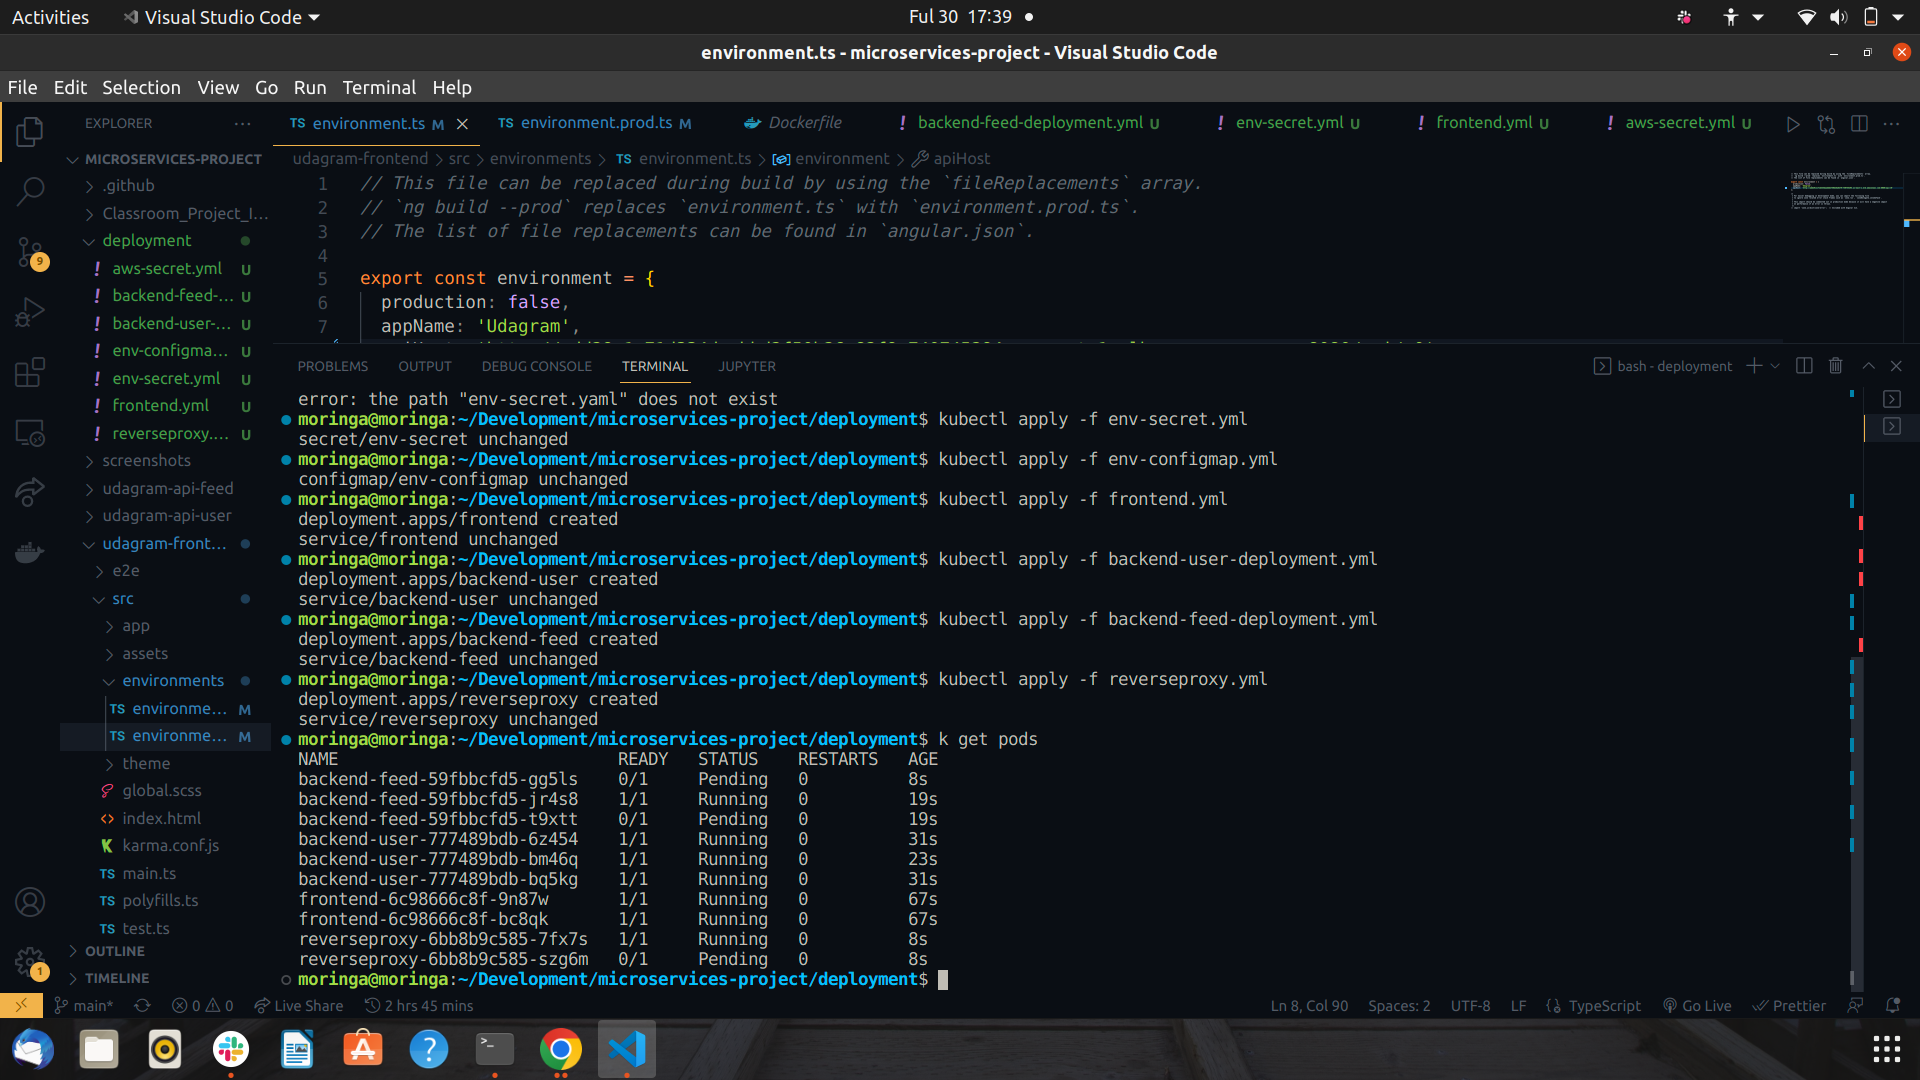 Activities
Visual Studio Code
Ful 30 17:39
environment.ts - microservices-project - Visual Studio Code
File Edit Selection View Go Run Terminal Help
EXPLORER
TS environment.ts M
TS environment.prod.ts M
Dockerfile
! backend-feed-deployment.yml U
! env-secret.yml U
! frontend.yml U
! aws-secret.yml U
udagram-frontend > src > environments > TS environment.ts > environment > apiHost
MICROSERVICES-PROJECT
.github
Classroom_Project_I...
deployment
! aws-secret.yml U
! backend-feed-... U
! backend-user-... U
! env-configma... U
! env-secret.yml U
! frontend.yml U
! reverseproxy.... U
screenshots
udagram-api-feed
udagram-api-user
udagram-front...
e2e
src
app
assets
environments
TS environme... M
TS environme... M
theme
global.scss
index.html
karma.conf.js
TS main.ts
TS polyfills.ts
TS test.ts
OUTLINE
TIMELINE
9
1
1 // This file can be replaced during build by using the `fileReplacements` array.
2 // `ng build --prod` replaces `environment.ts` with `environment.prod.ts`.
3 // The list of file replacements can be found in `angular.json`.
4
5 export const environment = {
6 production: false,
7 appName: 'Udagram',
PROBLEMS OUTPUT DEBUG CONSOLE TERMINAL JUPYTER
bash - deployment
error: the path "env-secret.yaml" does not exist
moringa@moringa:~/Development/microservices-project/deployment$ kubectl apply -f env-secret.yml
secret/env-secret unchanged
moringa@moringa:~/Development/microservices-project/deployment$ kubectl apply -f env-configmap.yml
configmap/env-configmap unchanged
moringa@moringa:~/Development/microservices-project/deployment$ kubectl apply -f frontend.yml
deployment.apps/frontend created
service/frontend unchanged
moringa@moringa:~/Development/microservices-project/deployment$ kubectl apply -f backend-user-deployment.yml
deployment.apps/backend-user created
service/backend-user unchanged
moringa@moringa:~/Development/microservices-project/deployment$ kubectl apply -f backend-feed-deployment.yml
deployment.apps/backend-feed created
service/backend-feed unchanged
moringa@moringa:~/Development/microservices-project/deployment$ kubectl apply -f reverseproxy.yml
deployment.apps/reverseproxy created
service/reverseproxy unchanged
moringa@moringa:~/Development/microservices-project/deployment$ k get pods
NAME READY STATUS RESTARTS AGE
backend-feed-59fbbcfd5-gg5ls 0/1 Pending 0 8s
backend-feed-59fbbcfd5-jr4s8 1/1 Running 0 19s
backend-feed-59fbbcfd5-t9xtt 0/1 Pending 0 19s
backend-user-777489bdb-6z454 1/1 Running 0 31s
backend-user-777489bdb-bm46q 1/1 Running 0 23s
backend-user-777489bdb-bq5kg 1/1 Running 0 31s
frontend-6c98666c8f-9n87w 1/1 Running 0 67s
frontend-6c98666c8f-bc8qk 1/1 Running 0 67s
reverseproxy-6bb8b9c585-7fx7s 1/1 Running 0 8s
reverseproxy-6bb8b9c585-szg6m 0/1 Pending 0 8s
moringa@moringa:~/Development/microservices-project/deployment$
main* 0 0 Live Share 2 hrs 45 mins
Ln 8, Col 90 Spaces: 2 UTF-8 LF TypeScript Go Live Prettier